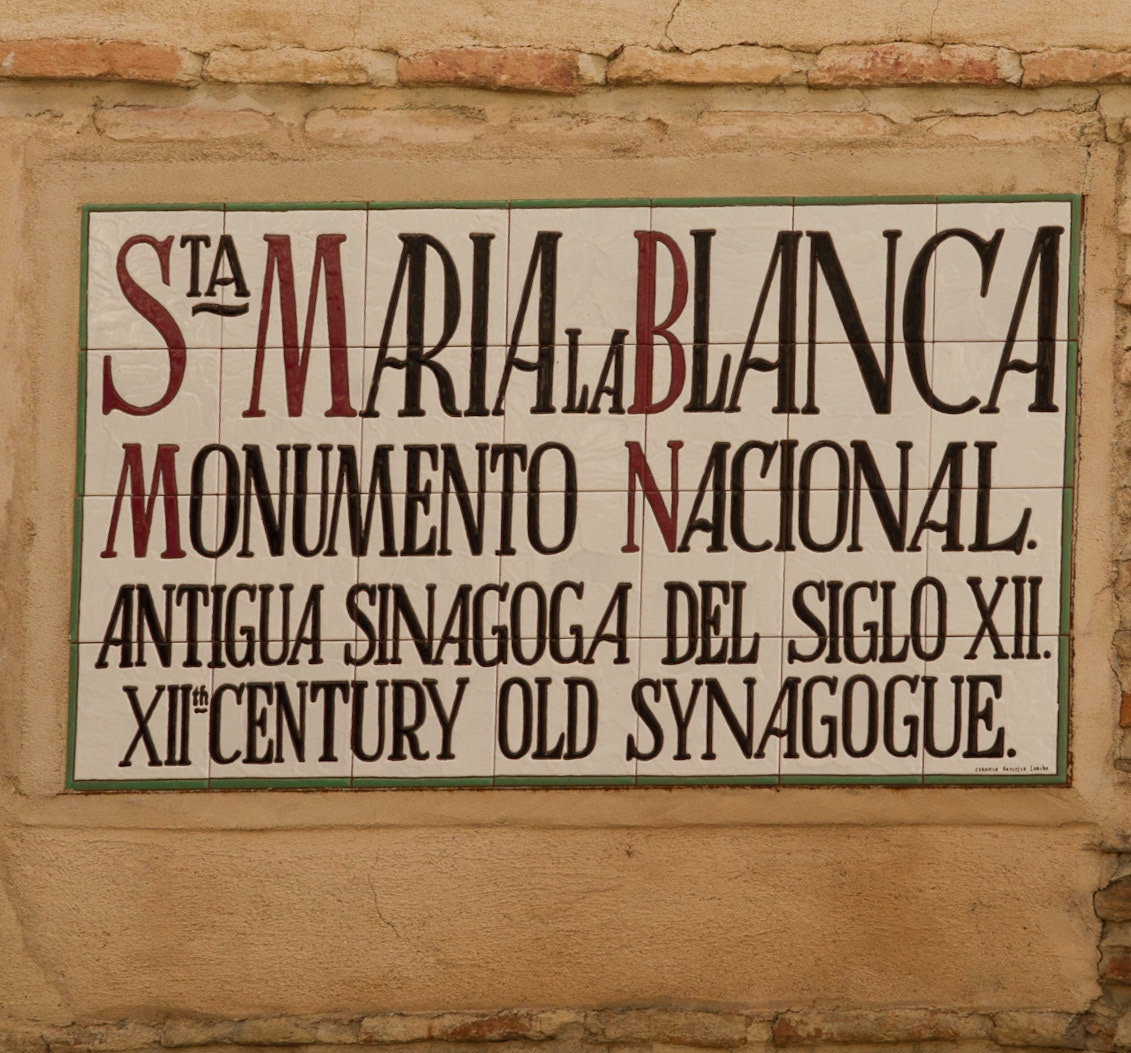 STA MARIA LA BLANCA
MONUMENTO NACIONAL.
ANTIGUA SINAGOGA DEL SIGLO XII.
XIIth CENTURY OLD SYNAGOGUE.